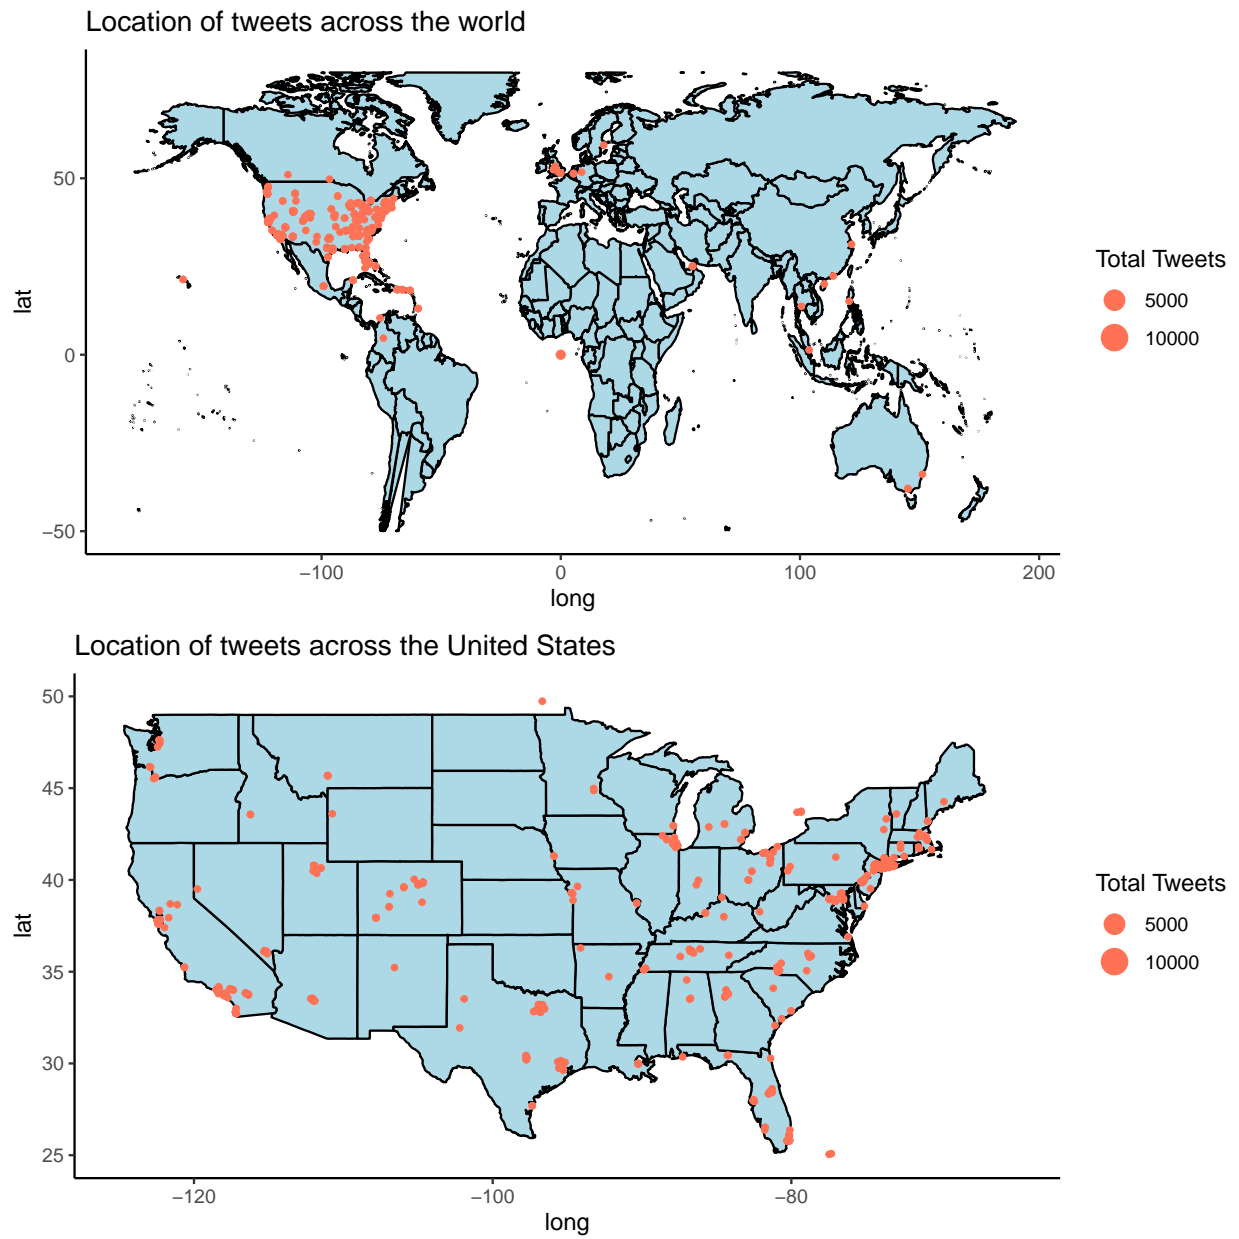 Location of tweets across the world
lat
50
0
−50
−100
0
100
200
long
Total Tweets
5000
10000
Location of tweets across the United States
lat
50
45
40
35
30
25
−120
−100
−80
long
Total Tweets
5000
10000